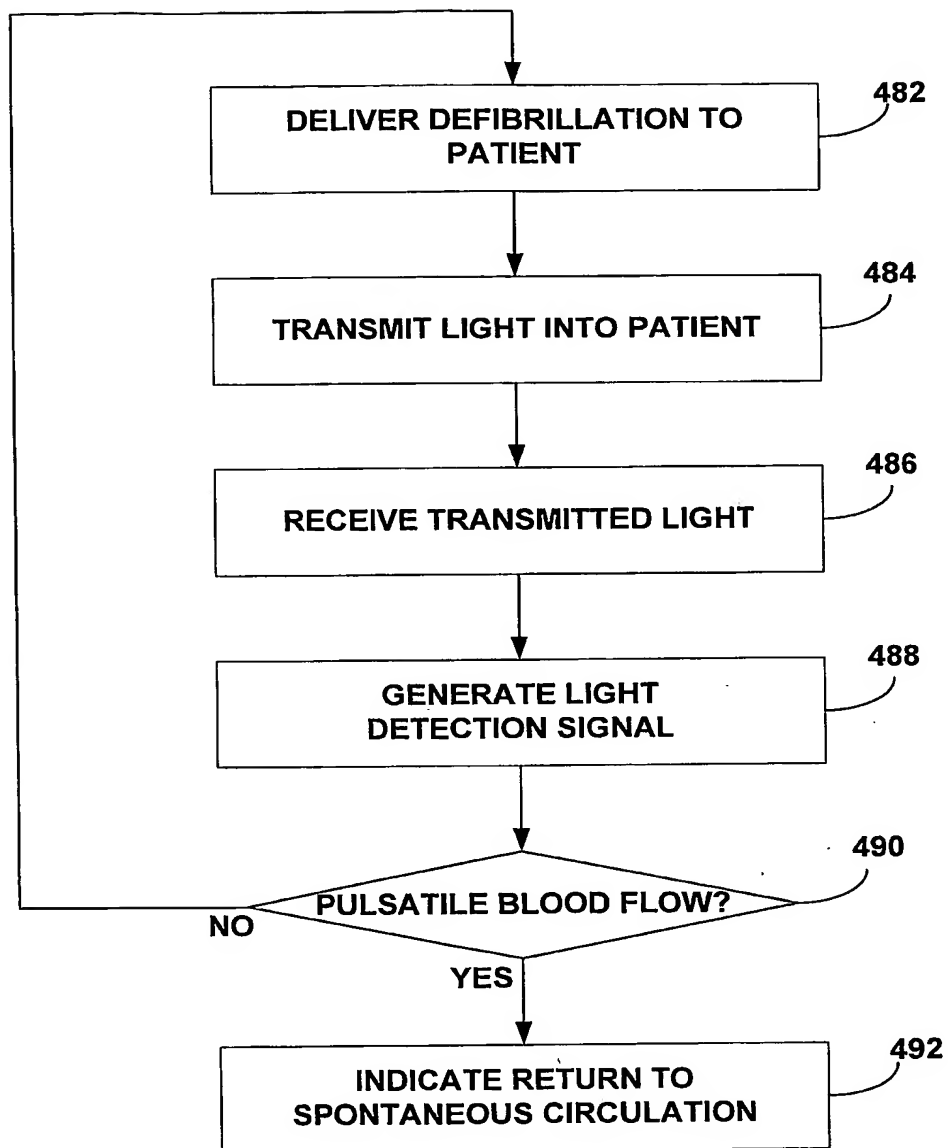 482
DELIVER DEFIBRILLATION TO
PATIENT
484
TRANSMIT LIGHT INTO PATIENT
486
RECEIVE TRANSMITTED LIGHT
488
GENERATE LIGHT
DETECTION SIGNAL
490
PULSATILE BLOOD FLOW?
NO
YES
492
INDICATE RETURN TO
SPONTANEOUS CIRCULATION